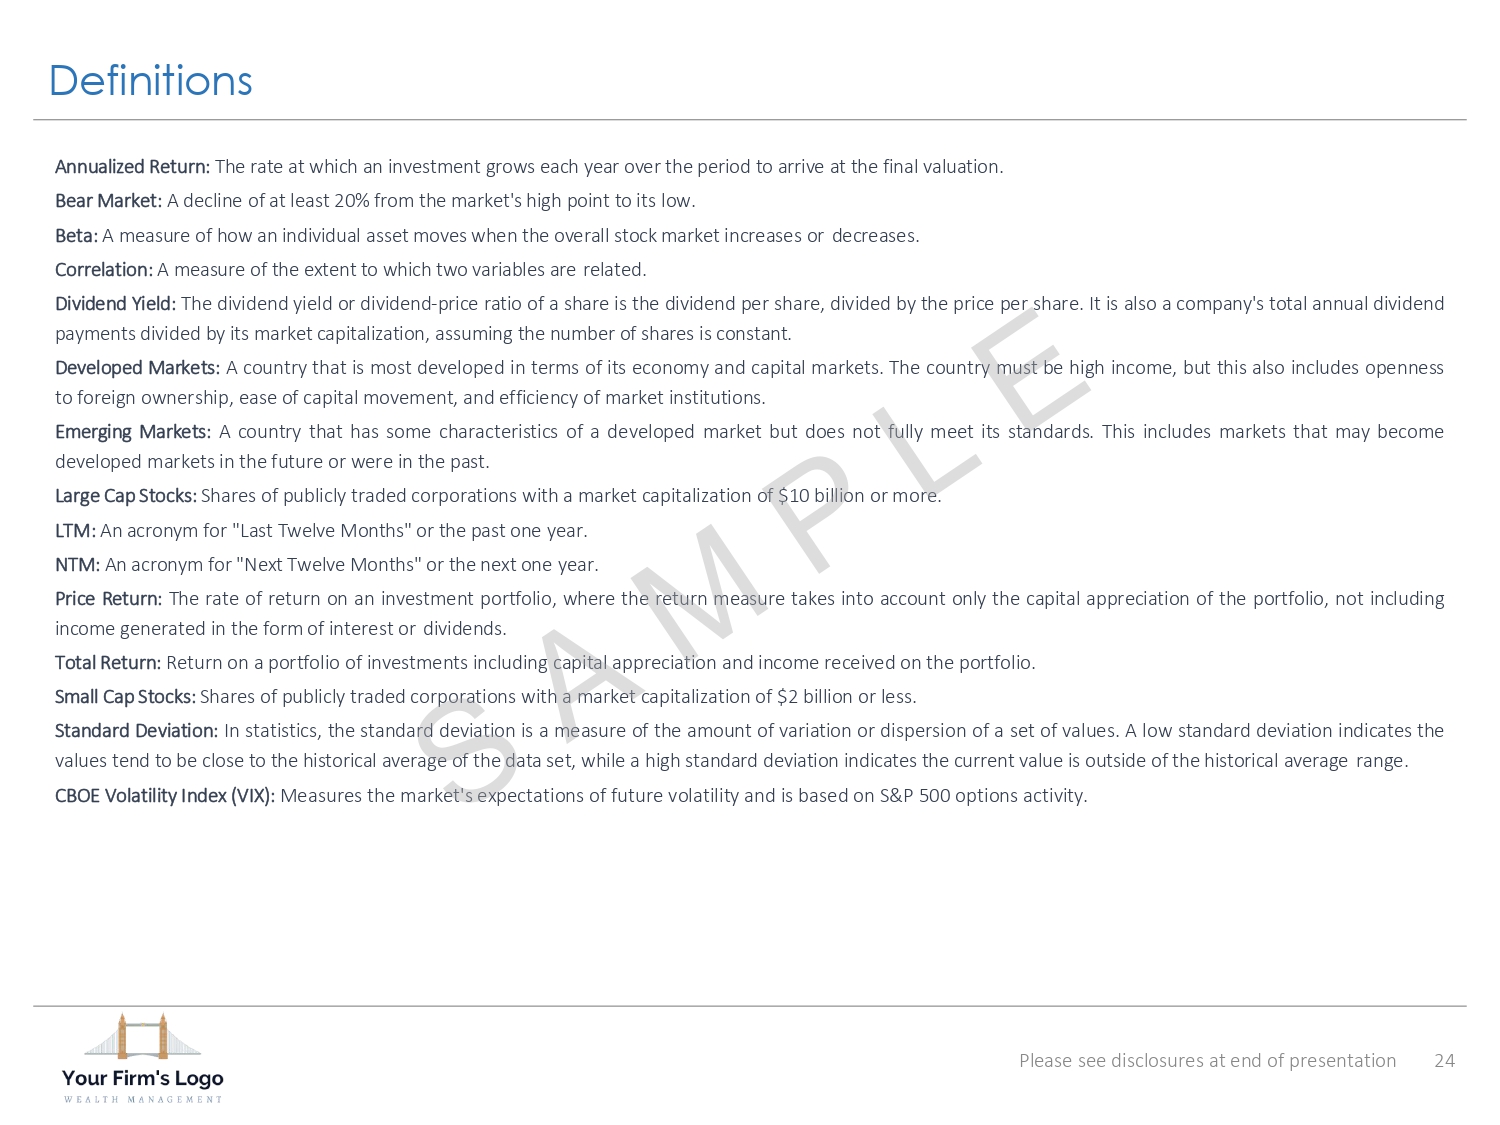 Definitions
Annualized Return: The rate at which an investment grows each year over the period to arrive at the final valuation.
Bear Market: A decline of at least 20% from the market's high point to its low.
Beta: A measure of how an individual asset moves when the overall stock market increases or decreases.
Correlation: A measure of the extent to which two variables are related.
Dividend Yield: The dividend yield or dividend-price ratio of a share is the dividend per share, divided by the price per share. It is also a company's total annual dividend
payments divided by its market capitalization, assuming the number of shares is constant.
Developed Markets: A country that is most developed in terms of its economy and capital markets. The country must be high income, but this also includes openness
to foreign ownership, ease of capital movement, and efficiency of market institutions.
Emerging Markets: A country that has some characteristics of a developed market but does not fully meet its standards. This includes markets that may become
developed markets in the future or were in the past.
Large Cap Stocks: Shares of publicly traded corporations with a market capitalization of $10 billion or more.
LTM: An acronym for "Last Twelve Months" or the past one year.
NTM: An acronym for "Next Twelve Months" or the next one year.
Price Return: The rate of return on an investment portfolio, where the return measure takes into account only the capital appreciation of the portfolio, not including
income generated in the form of interest or dividends.
Total Return: Return on a portfolio of investments including capital appreciation and income received on the portfolio.
Small Cap Stocks: Shares of publicly traded corporations with a market capitalization of $2 billion or less.
Standard Deviation: In statistics, the standard deviation is a measure of the amount of variation or dispersion of a set of values. A low standard deviation indicates the
values tend to be close to the historical average of the data set, while a high standard deviation indicates the current value is outside of the historical average range.
CBOE Volatility Index (VIX): Measures the market's expectations of future volatility and is based on S&P 500 options activity.
SAMPLE
Your Firm's Logo
WEALTH MANAGEMENT
Please see disclosures at end of presentation 24